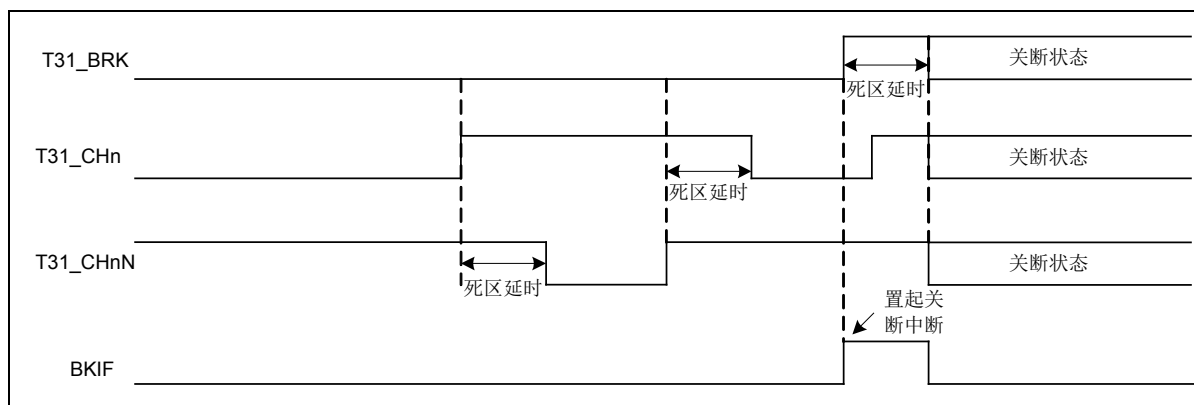 T31_BRK
关断状态
死区延时
T31_CHn
关断状态
死区延时
T31_CHnN
关断状态
死区延时
置起关
断中断
BKIF